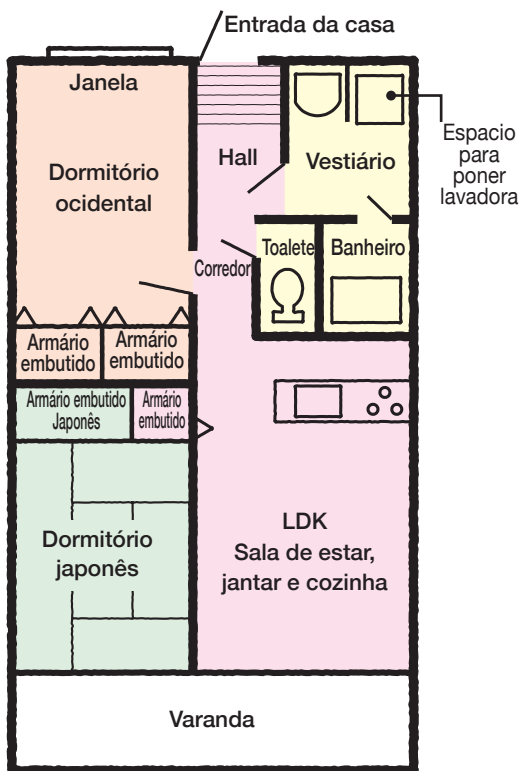 Entrada da casa
Janela
Espacio
para
poner
lavadora
Hall
Vestiário
Dormitório
ocidental
Toalete
Banheiro
Corredor
Armário
embutido
Armário
embutido
Armário embutido
Japonês
Armário
embutido
LDK
Sala de estar,
jantar e cozinha
Dormitório
japonês
Varanda